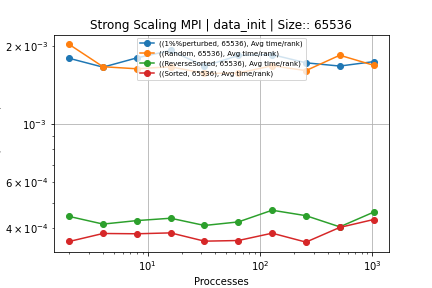 Strong Scaling MPI | data_init | Size:: 65536
2 × 10⁻³
10⁻³
6 × 10⁻⁴
4 × 10⁻⁴
((1%%perturbed, 65536), Avg time/rank)
((Random, 65536), Avg time/rank)
((ReverseSorted, 65536), Avg time/rank)
((Sorted, 65536), Avg time/rank)
10¹ 10² 10³
Proccesses